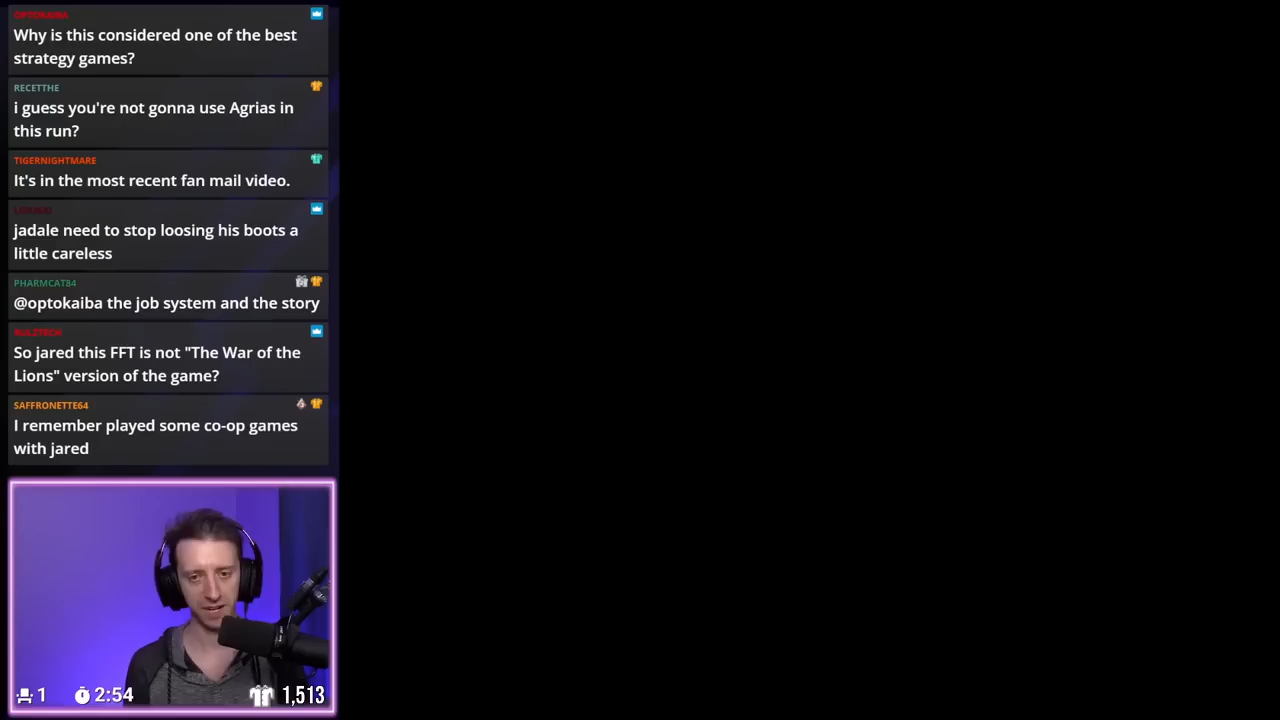 OPTOKAIBA
Why is this considered one of the best
strategy games?
RECETTHE
i guess you're not gonna use Agrias in
this run?
TIGERNIGHTMARE
It's in the most recent fan mail video.
jadale need to stop loosing his boots a
little careless
PHARMCAT84
@optokaiba the job system and the story
So jared this FFT is not "The War of the
Lions" version of the game?
SAFFRONETTE64
I remember played some co-op games
with jared
1 2:54 1,513